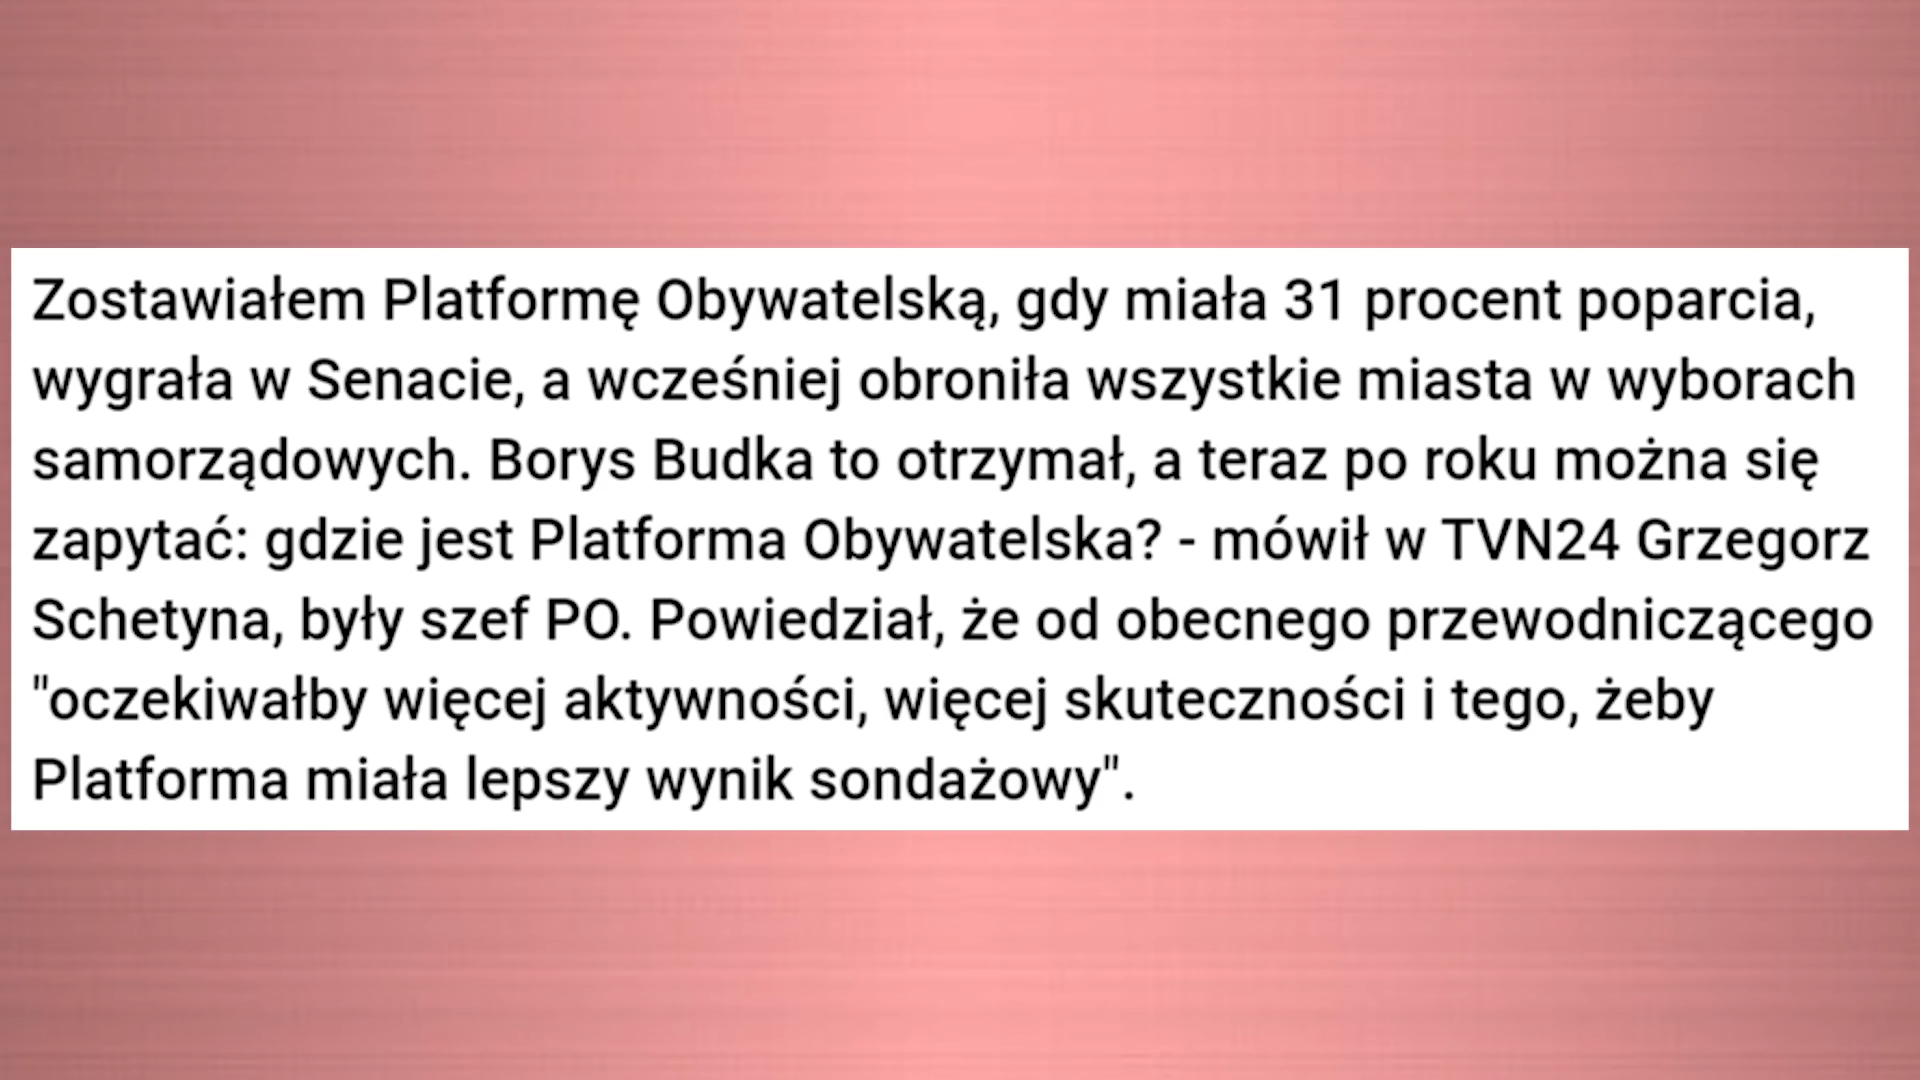 Zostawiałem Platformę Obywatelską, gdy miała 31 procent poparcia,
wygrała w Senacie, a wcześniej obroniła wszystkie miasta w wyborach
samorządowych. Borys Budka to otrzymał, a teraz po roku można się
zapytać: gdzie jest Platforma Obywatelska? - mówił w TVN24 Grzegorz
Schetyna, były szef PO. Powiedział, że od obecnego przewodniczącego
"oczekiwałby więcej aktywności, więcej skuteczności i tego, żeby
Platforma miała lepszy wynik sondażowy".